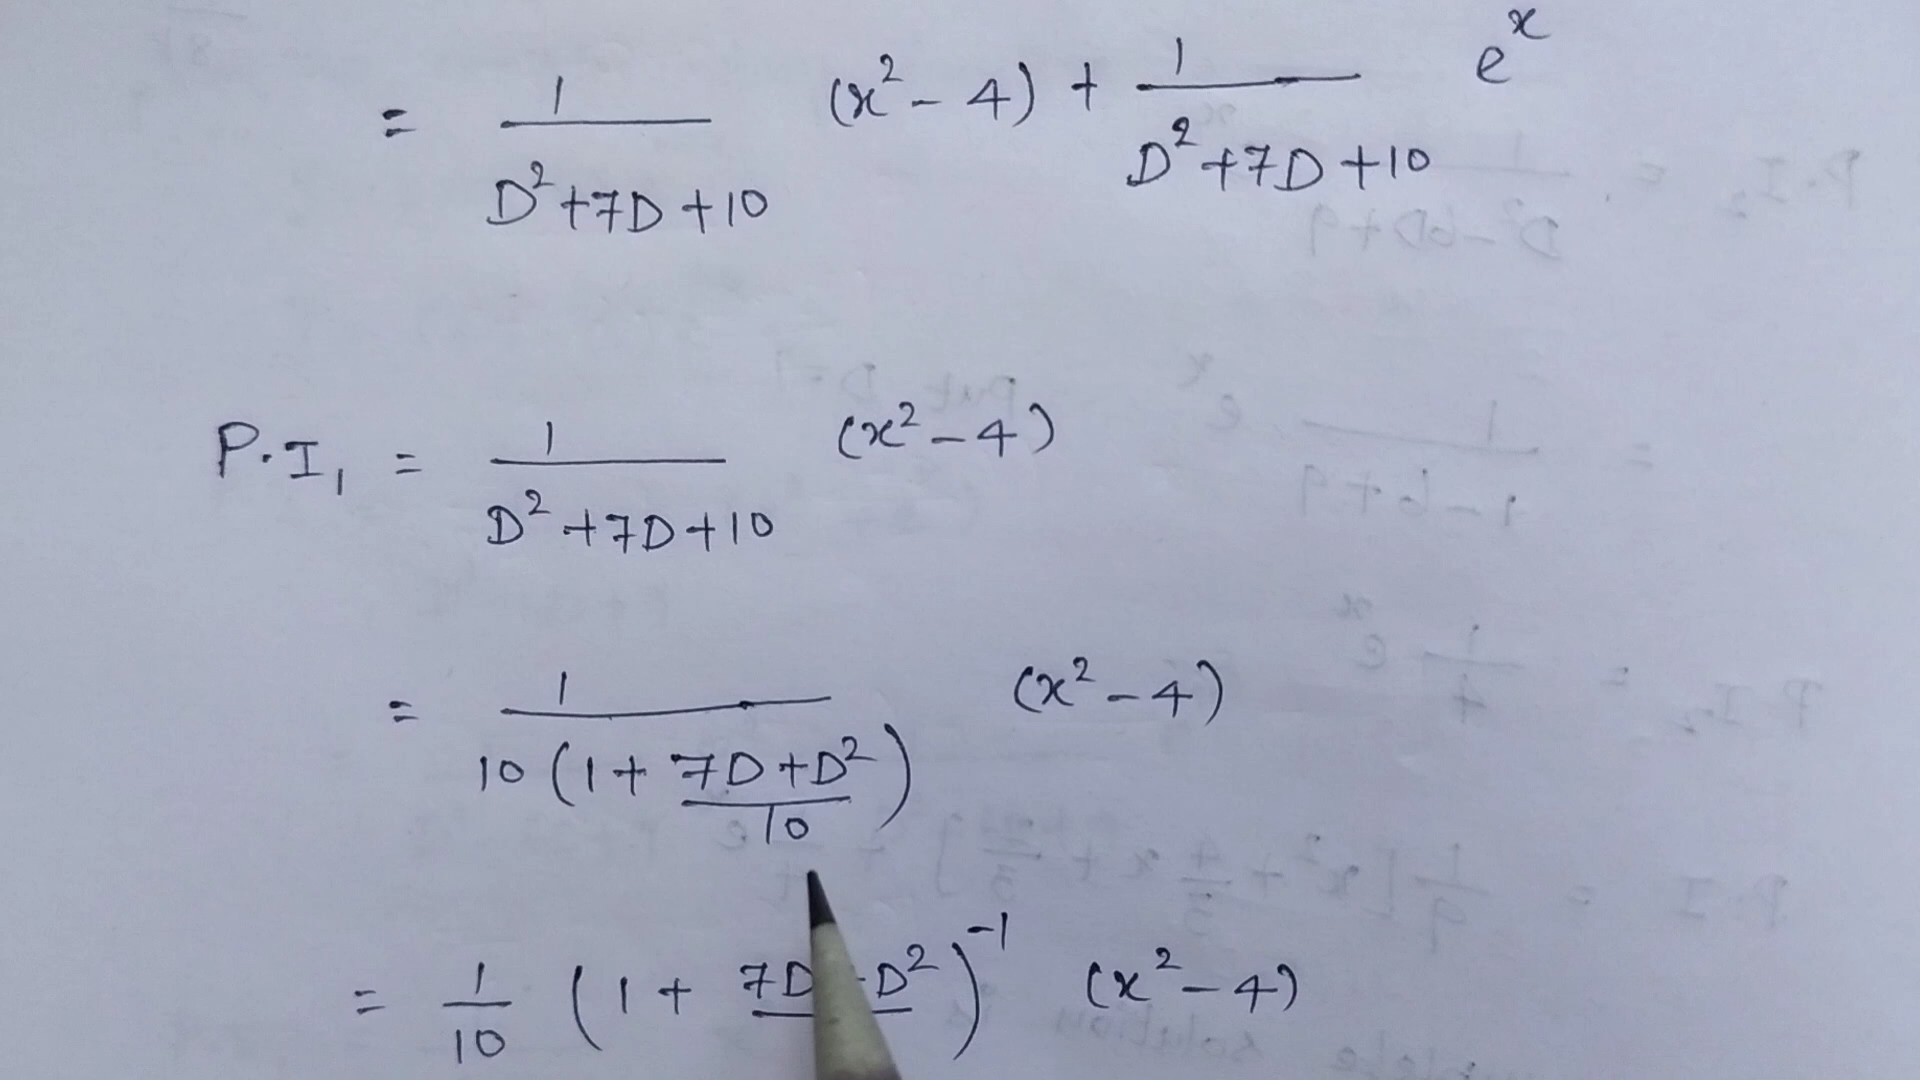 = 1/(D²+7D+10) (x²-4) + 1/(D²+7D+10) eˣ
P.I₁ = 1/(D²+7D+10) (x²-4)
= 1/(10(1+(7D+D²)/10)) (x²-4)
= 1/10 (1+ 7D D²)⁻¹ (x²-4)